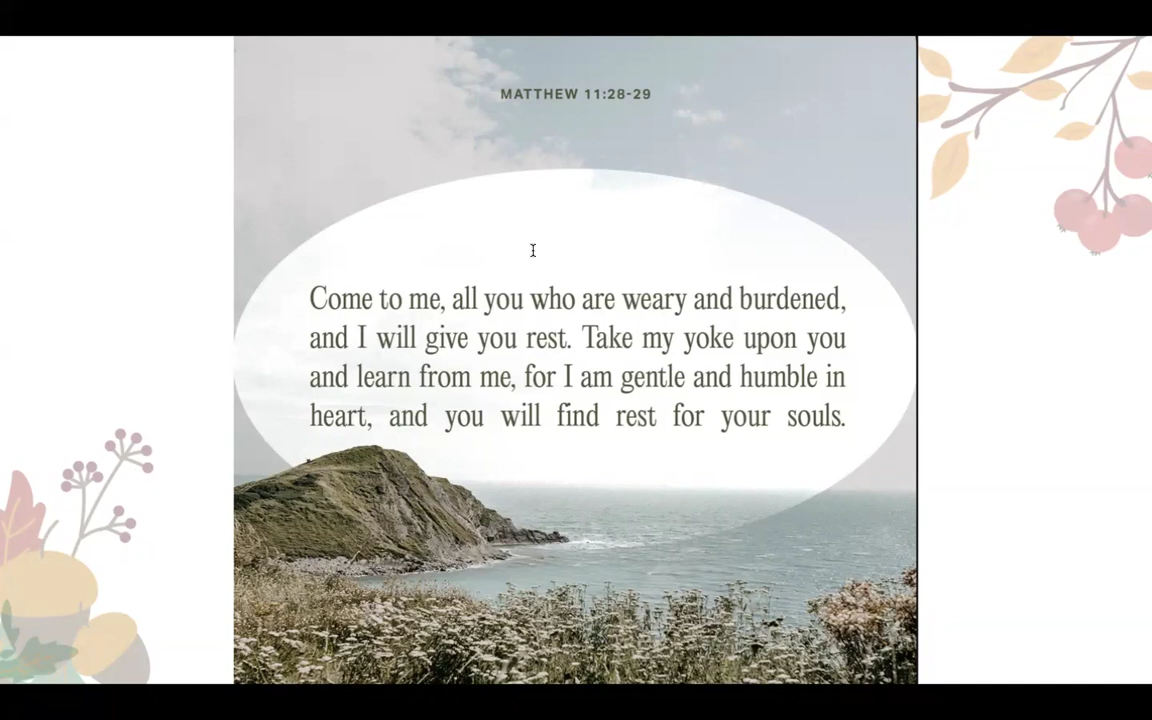 MATTHEW 11:28-29
Come to me, all you who are weary and burdened,
and I will give you rest. Take my yoke upon you
and learn from me, for I am gentle and humble in
heart, and you will find rest for your souls.